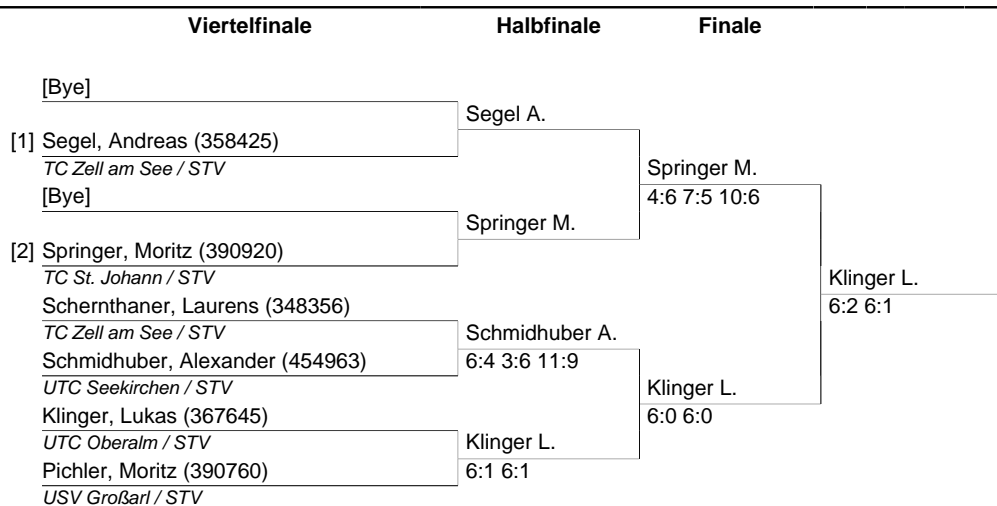 Viertelfinale Halbfinale Finale
[Bye]
Segel A.
[1] Segel, Andreas (358425)
TC Zell am See / STV
Springer M.
[Bye]
4:6 7:5 10:6
Springer M.
[2] Springer, Moritz (390920)
TC St. Johann / STV
Klinger L.
Schernthaner, Laurens (348356)
6:2 6:1
TC Zell am See / STV
Schmidhuber A.
Schmidhuber, Alexander (454963)
6:4 3:6 11:9
UTC Seekirchen / STV
Klinger L.
Klinger, Lukas (367645)
6:0 6:0
UTC Oberalm / STV
Klinger L.
Pichler, Moritz (390760)
6:1 6:1
USV Großarl / STV